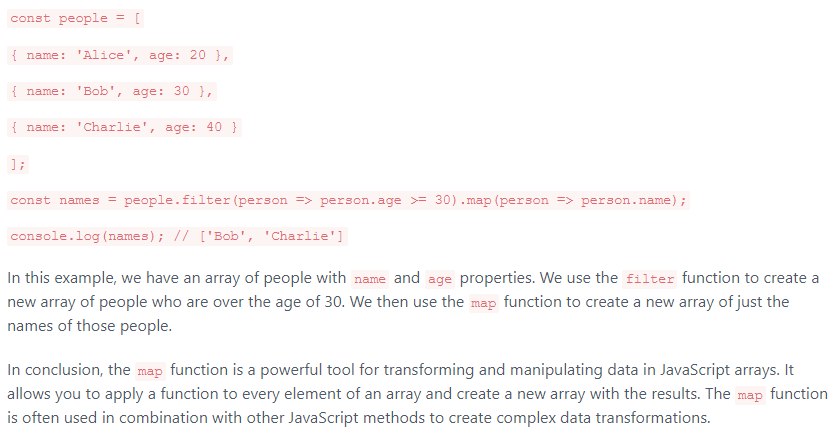 const people = [
{ name: 'Alice', age: 20 },
{ name: 'Bob', age: 30 },
{ name: 'Charlie', age: 40 }
];
const names = people.filter(person => person.age >= 30).map(person => person.name);
console.log(names); // ['Bob', 'Charlie']
In this example, we have an array of people with name and age properties. We use the filter function to create a
new array of people who are over the age of 30. We then use the map function to create a new array of just the
names of those people.
In conclusion, the map function is a powerful tool for transforming and manipulating data in JavaScript arrays. It
allows you to apply a function to every element of an array and create a new array with the results. The map function
is often used in combination with other JavaScript methods to create complex data transformations.